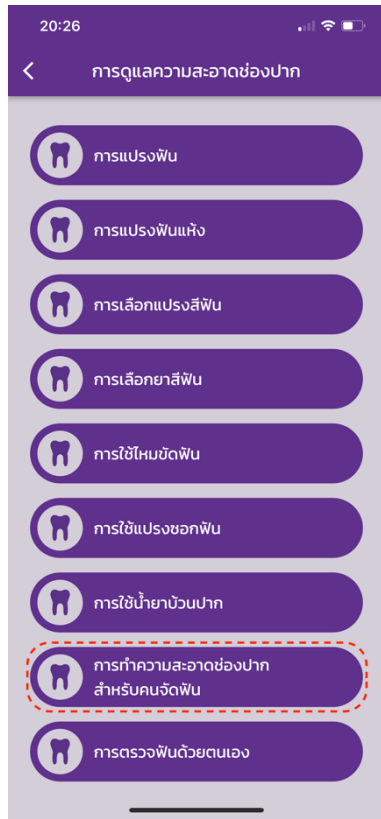 20:26
การดูแลความสะอาดช่องปาก
การแปรงฟัน
การแปรงฟันแห้ง
การเลือกแปรงสีฟัน
การเลือกยาสีฟัน
การใช้ไหมขัดฟัน
การใช้แปรงซอกฟัน
การใช้น้ำยาบ้วนปาก
การทำความสะอาดช่องปาก
สำหรับคนจัดฟัน
การตรวจฟันด้วยตนเอง